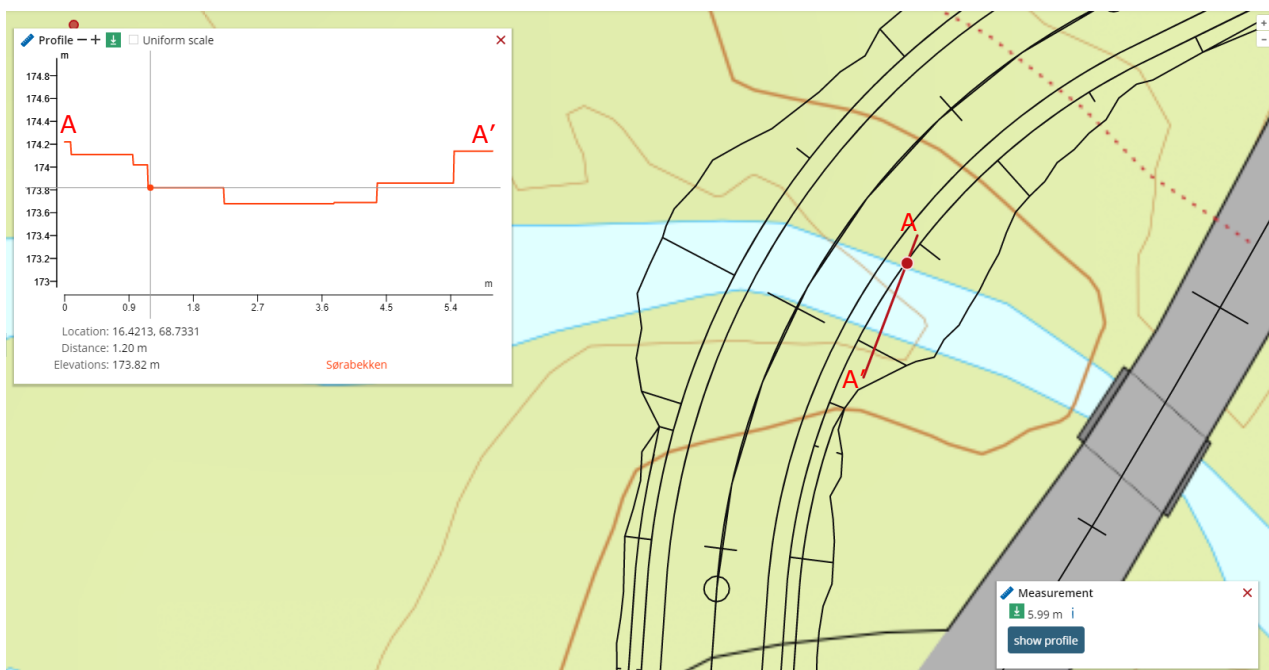 Profile Uniform scale
m
174.8
174.6
174.4
174.2
174
173.8
173.6
173.4
173.2
173
A
A'
m
0 0.9 1.8 2.7 3.6 4.5 5.4
Location: 16.4213, 68.7331
Distance: 1.20 m
Elevations: 173.82 m
Sørabekken
A
A'
Measurement
5.99 m i
show profile